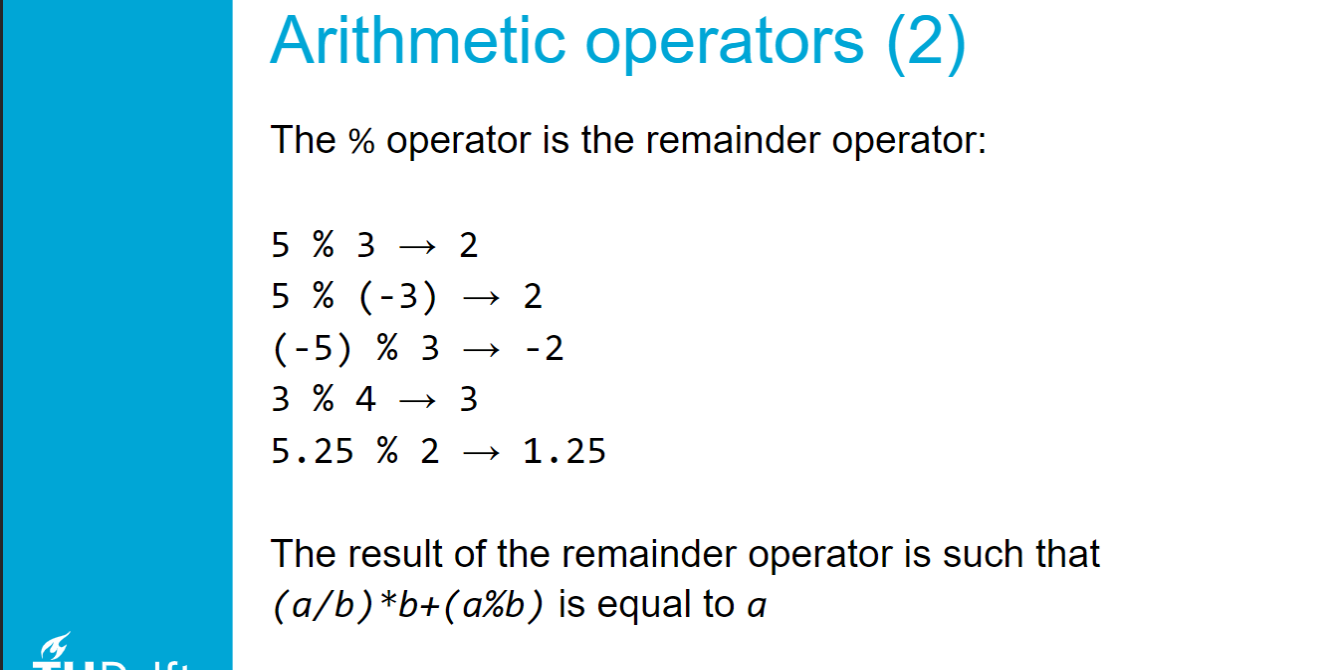 Arithmetic operators (2)
The % operator is the remainder operator:
5 % 3 → 2
5 % (-3) → 2
(-5) % 3 → -2
3 % 4 → 3
5.25 % 2 → 1.25
The result of the remainder operator is such that
(a/b)*b+(a%b) is equal to a